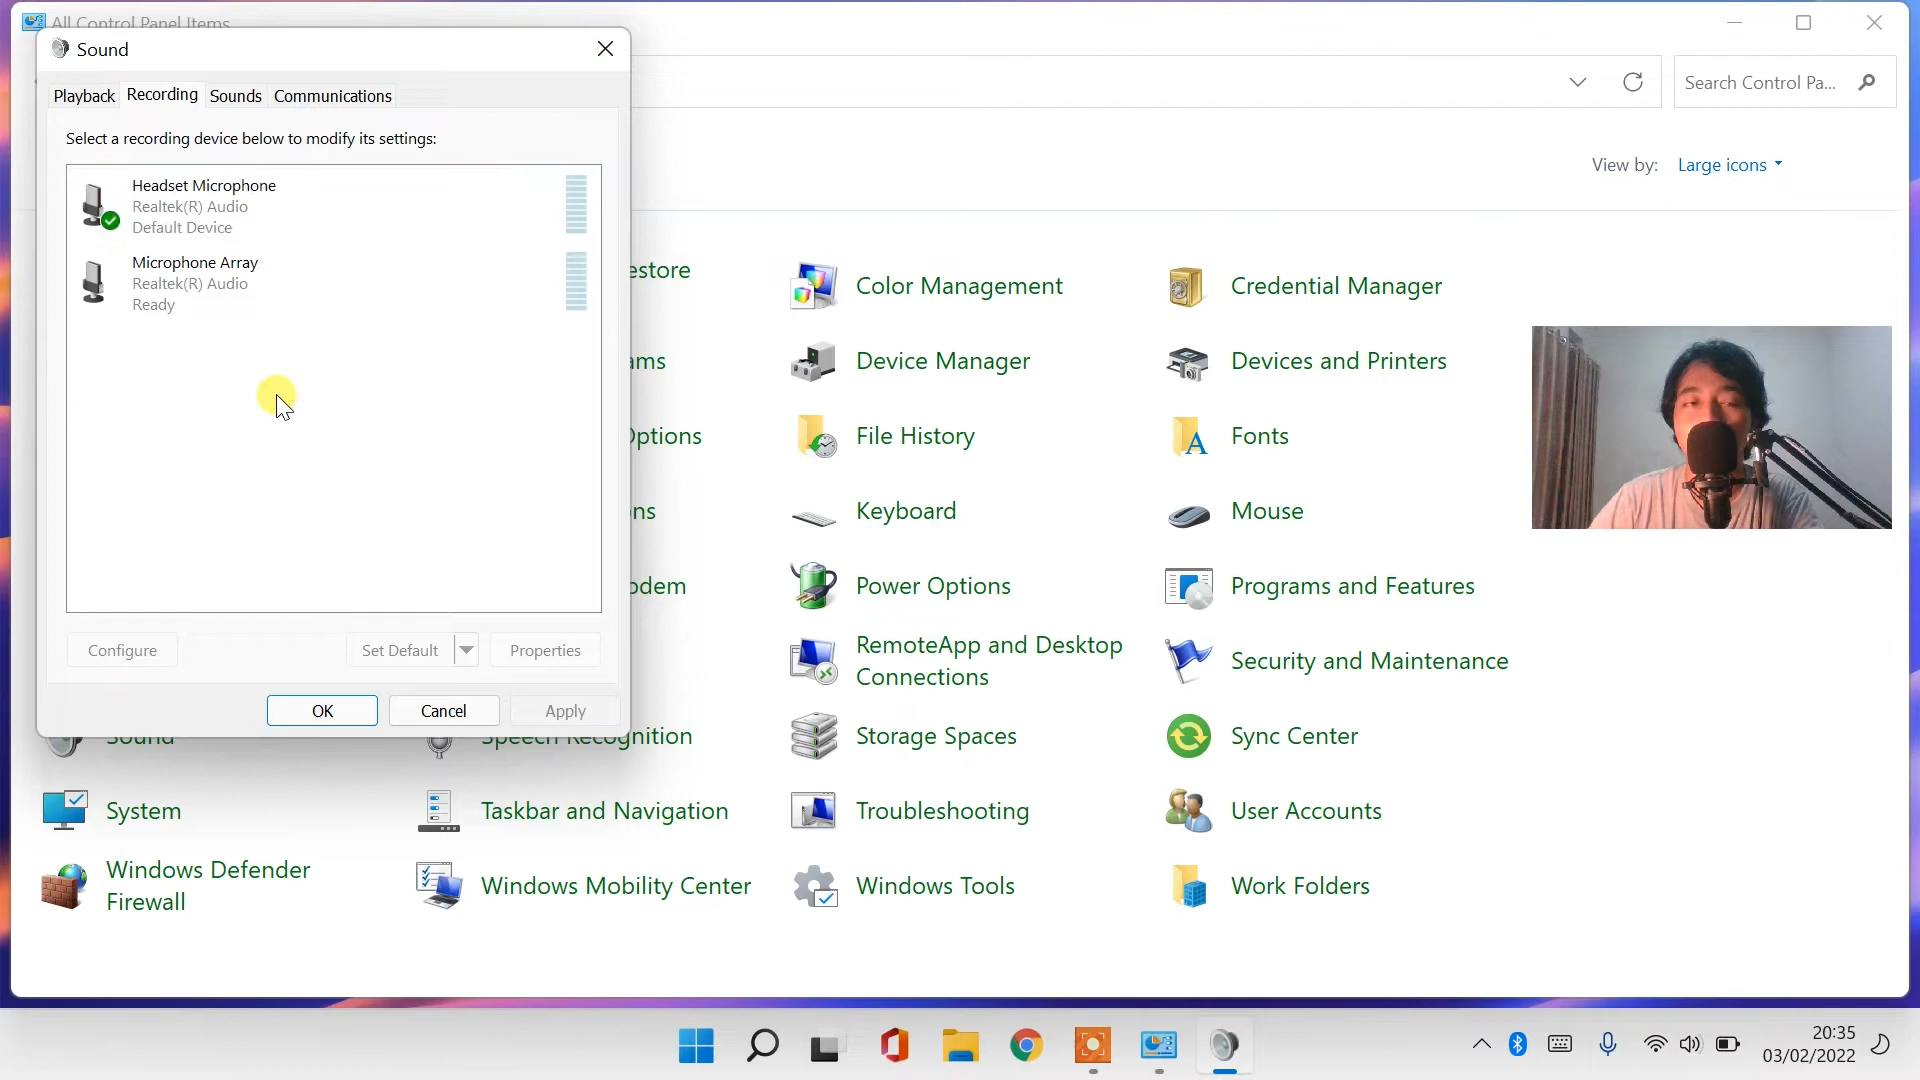 All Control Panel Items
Sound
Playback
Recording
Sounds
Communications
Select a recording device below to modify its settings:
Headset Microphone
Realtek(R) Audio
Default Device
Microphone Array
Realtek(R) Audio
Ready
Configure
Set Default
Properties
OK
Cancel
Apply
Search Control Pa...
View by:
Large icons
estore
Color Management
Credential Manager
ams
Device Manager
Devices and Printers
Options
File History
Fonts
ns
Keyboard
Mouse
odem
Power Options
Programs and Features
RemoteApp and Desktop
Connections
Security and Maintenance
Sound
Speech Recognition
Storage Spaces
Sync Center
System
Taskbar and Navigation
Troubleshooting
User Accounts
Windows Defender
Firewall
Windows Mobility Center
Windows Tools
Work Folders
20:35
03/02/2022